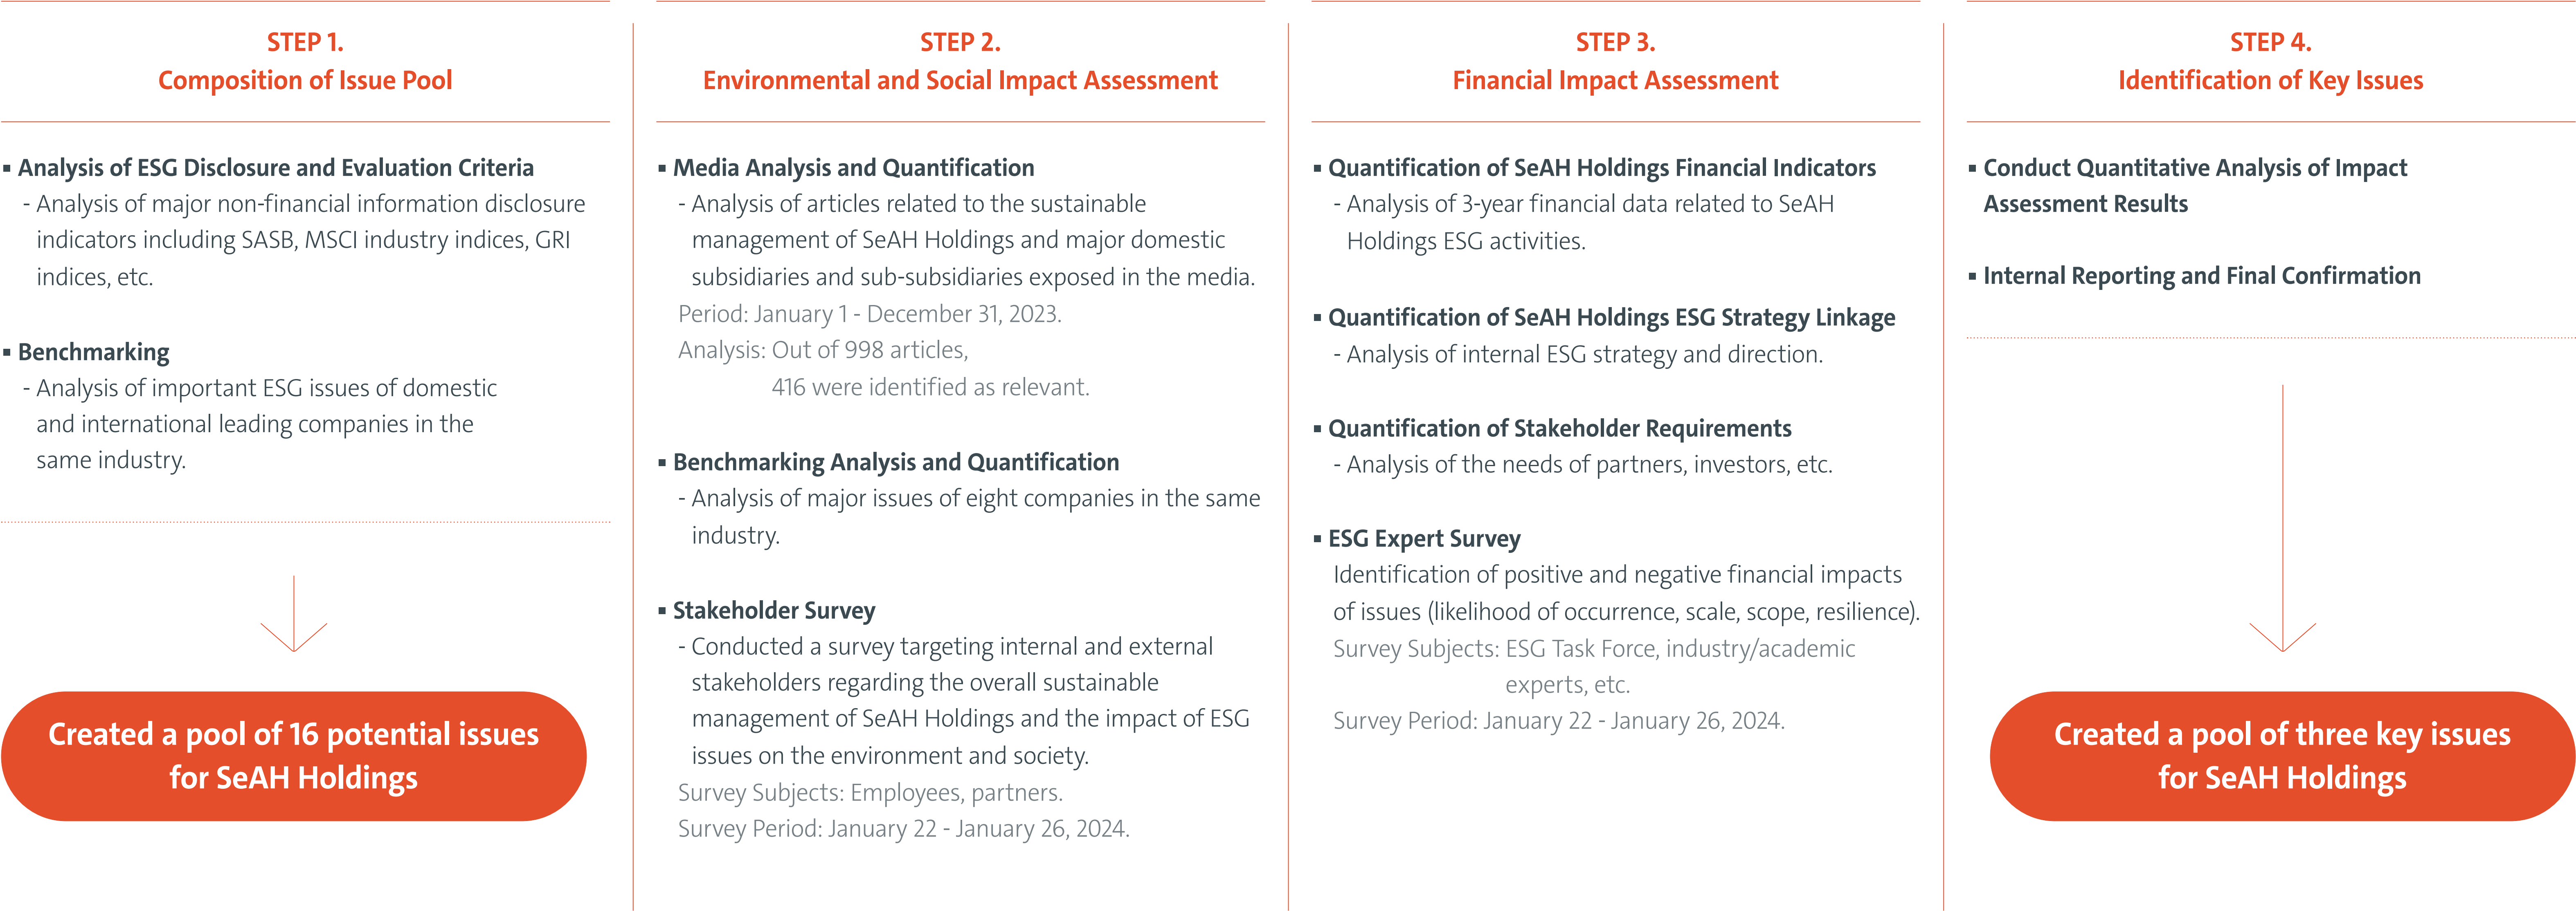 STEP 1.
Composition of Issue Pool
▪ Analysis of ESG Disclosure and Evaluation Criteria
- Analysis of major non-financial information disclosure
indicators including SASB, MSCI industry indices, GRI
indices, etc.
▪ Benchmarking
- Analysis of important ESG issues of domestic
and international leading companies in the
same industry.
Created a pool of 16 potential issues
for SeAH Holdings
STEP 2.
Environmental and Social Impact Assessment
▪ Media Analysis and Quantification
- Analysis of articles related to the sustainable
management of SeAH Holdings and major domestic
subsidiaries and sub-subsidiaries exposed in the media.
Period: January 1 - December 31, 2023.
Analysis: Out of 998 articles,
416 were identified as relevant.
▪ Benchmarking Analysis and Quantification
- Analysis of major issues of eight companies in the same
industry.
▪ Stakeholder Survey
- Conducted a survey targeting internal and external
stakeholders regarding the overall sustainable
management of SeAH Holdings and the impact of ESG
issues on the environment and society.
Survey Subjects: Employees, partners.
Survey Period: January 22 - January 26, 2024.
STEP 3.
Financial Impact Assessment
▪ Quantification of SeAH Holdings Financial Indicators
- Analysis of 3-year financial data related to SeAH
Holdings ESG activities.
▪ Quantification of SeAH Holdings ESG Strategy Linkage
- Analysis of internal ESG strategy and direction.
▪ Quantification of Stakeholder Requirements
- Analysis of the needs of partners, investors, etc.
▪ ESG Expert Survey
Identification of positive and negative financial impacts
of issues (likelihood of occurrence, scale, scope, resilience).
Survey Subjects: ESG Task Force, industry/academic
experts, etc.
Survey Period: January 22 - January 26, 2024.
STEP 4.
Identification of Key Issues
▪ Conduct Quantitative Analysis of Impact
Assessment Results
▪ Internal Reporting and Final Confirmation
Created a pool of three key issues
for SeAH Holdings